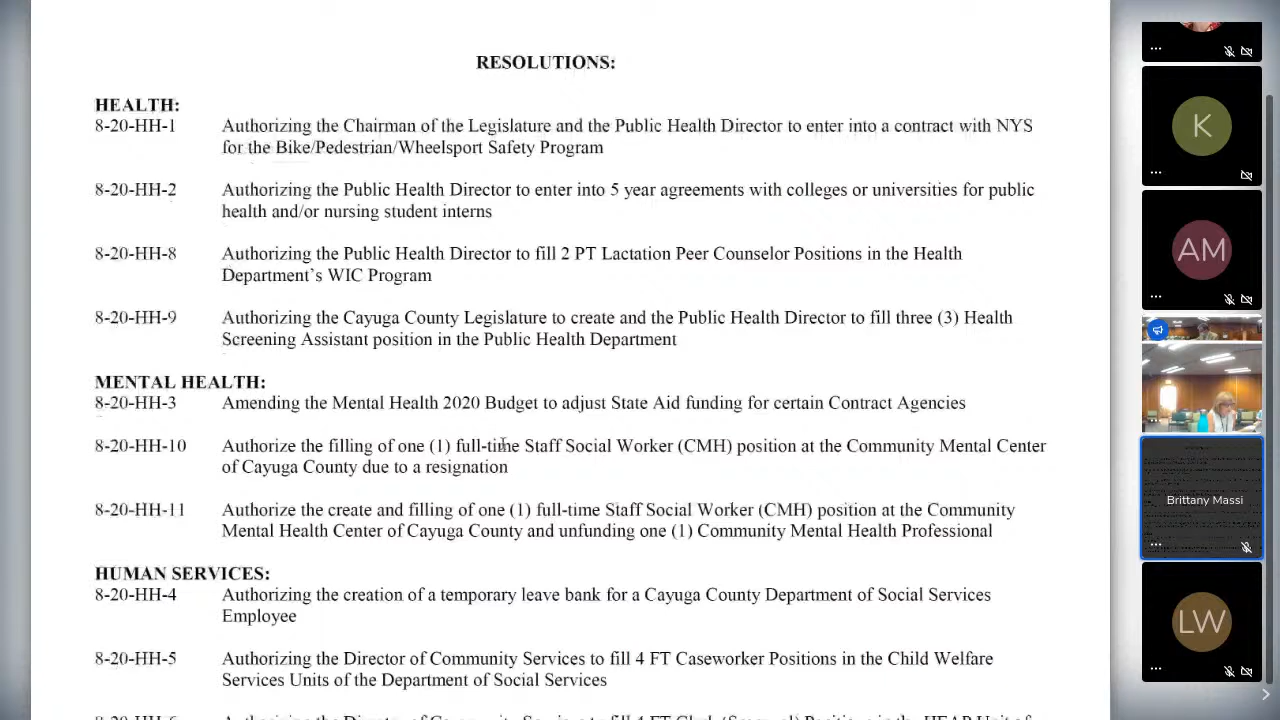 RESOLUTIONS:
HEALTH:
8-20-HH-1 Authorizing the Chairman of the Legislature and the Public Health Director to enter into a contract with NYS
for the Bike/Pedestrian/Wheelsport Safety Program
8-20-HH-2 Authorizing the Public Health Director to enter into 5 year agreements with colleges or universities for public
health and/or nursing student interns
8-20-HH-8 Authorizing the Public Health Director to fill 2 PT Lactation Peer Counselor Positions in the Health
Department's WIC Program
8-20-HH-9 Authorizing the Cayuga County Legislature to create and the Public Health Director to fill three (3) Health
Screening Assistant position in the Public Health Department
MENTAL HEALTH:
8-20-HH-3 Amending the Mental Health 2020 Budget to adjust State Aid funding for certain Contract Agencies
8-20-HH-10 Authorize the filling of one (1) full-time Staff Social Worker (CMH) position at the Community Mental Center
of Cayuga County due to a resignation
8-20-HH-11 Authorize the create and filling of one (1) full-time Staff Social Worker (CMH) position at the Community
Mental Health Center of Cayuga County and unfunding one (1) Community Mental Health Professional
HUMAN SERVICES:
8-20-HH-4 Authorizing the creation of a temporary leave bank for a Cayuga County Department of Social Services
Employee
8-20-HH-5 Authorizing the Director of Community Services to fill 4 FT Caseworker Positions in the Child Welfare
Services Units of the Department of Social Services
K
AM
Brittany Massi
LW